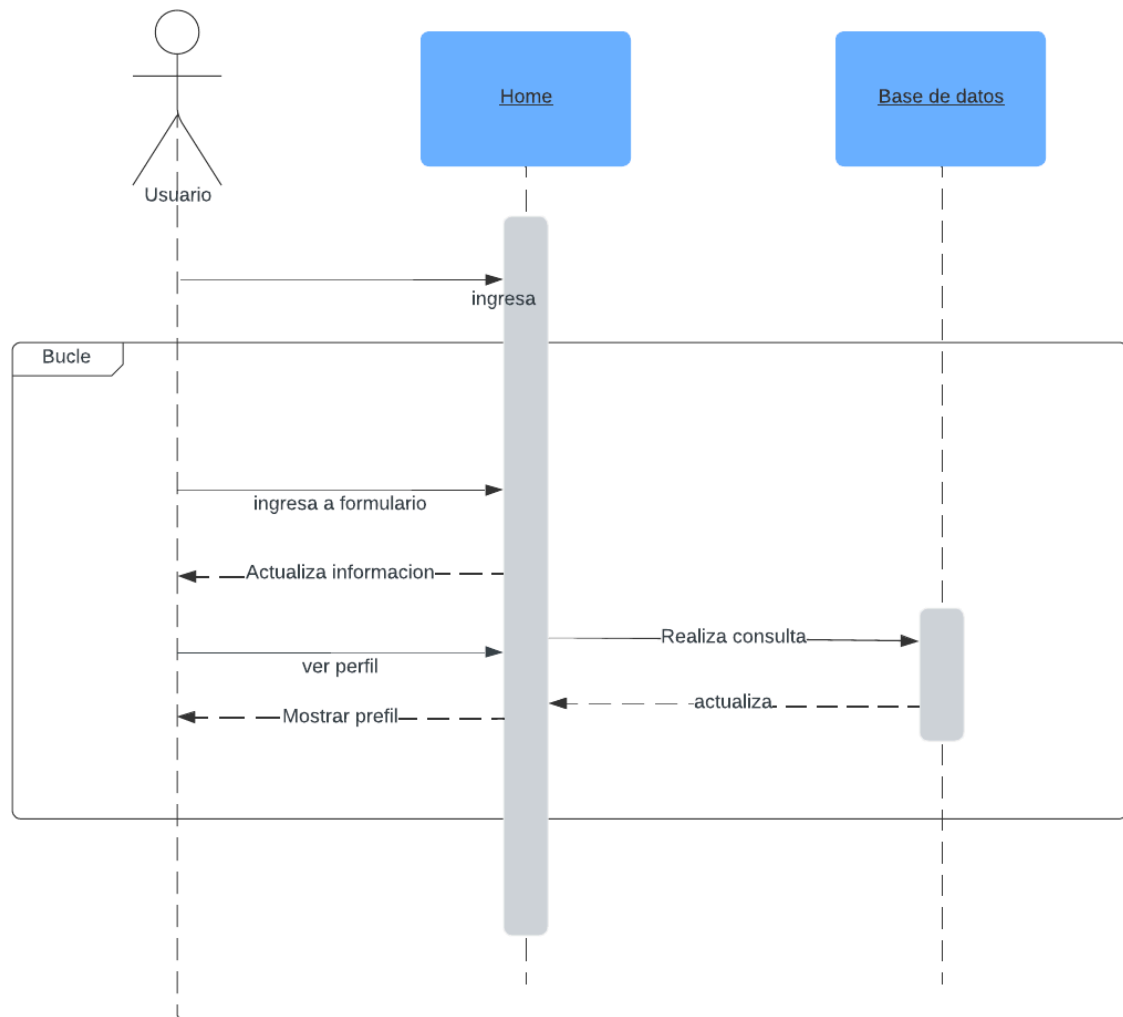 Home
Base de datos
Usuario
ingresa
Bucle
ingresa a formulario
Actualiza informacion
Realiza consulta
ver perfil
actualiza
Mostrar prefil